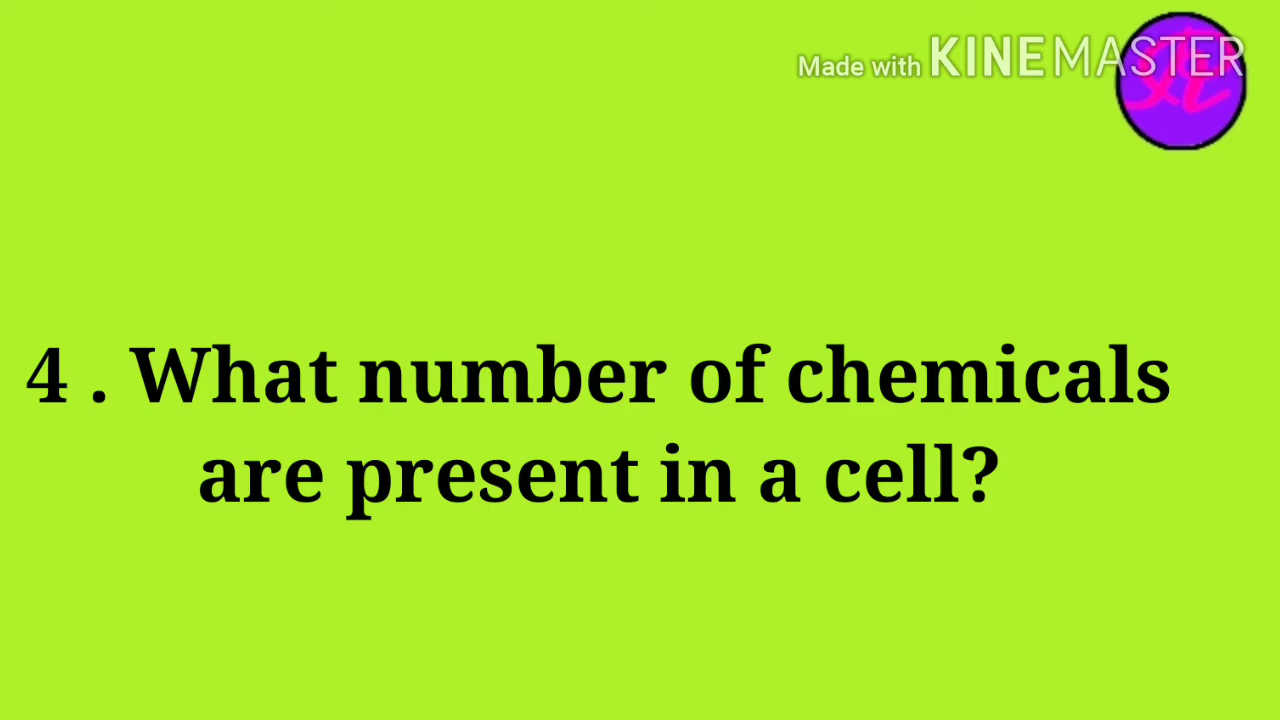 Made with KINEMASTER
4 . What number of chemicals
are present in a cell?